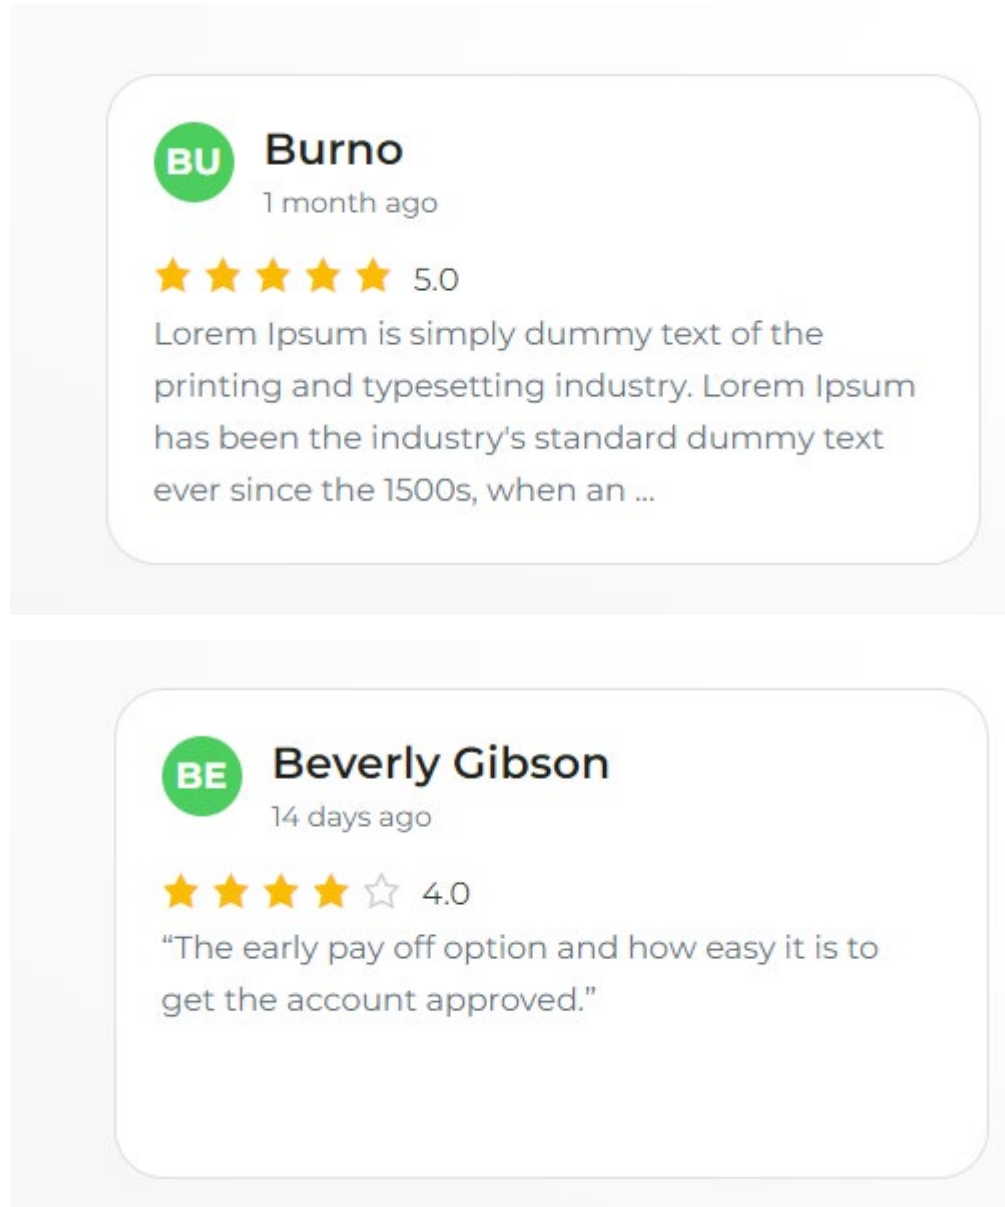 BU
Burno
1 month ago
5.0
Lorem Ipsum is simply dummy text of the
printing and typesetting industry. Lorem Ipsum
has been the industry's standard dummy text
ever since the 1500s, when an ...
BE
Beverly Gibson
14 days ago
4.0
“The early pay off option and how easy it is to
get the account approved.”